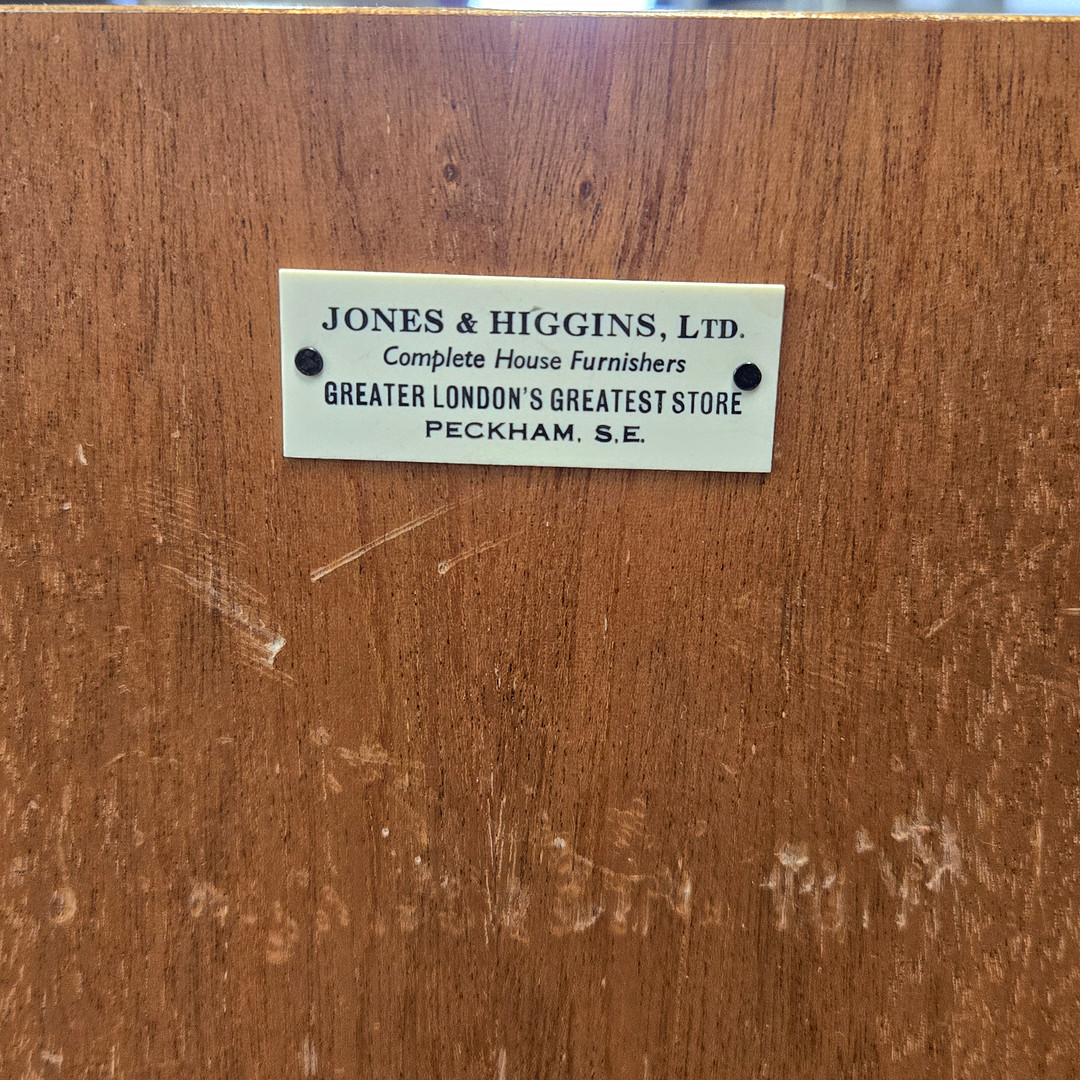 JONES & HIGGINS, LTD.
Complete House Furnishers
GREATER LONDON'S GREATEST STORE
PECKHAM, S.E.